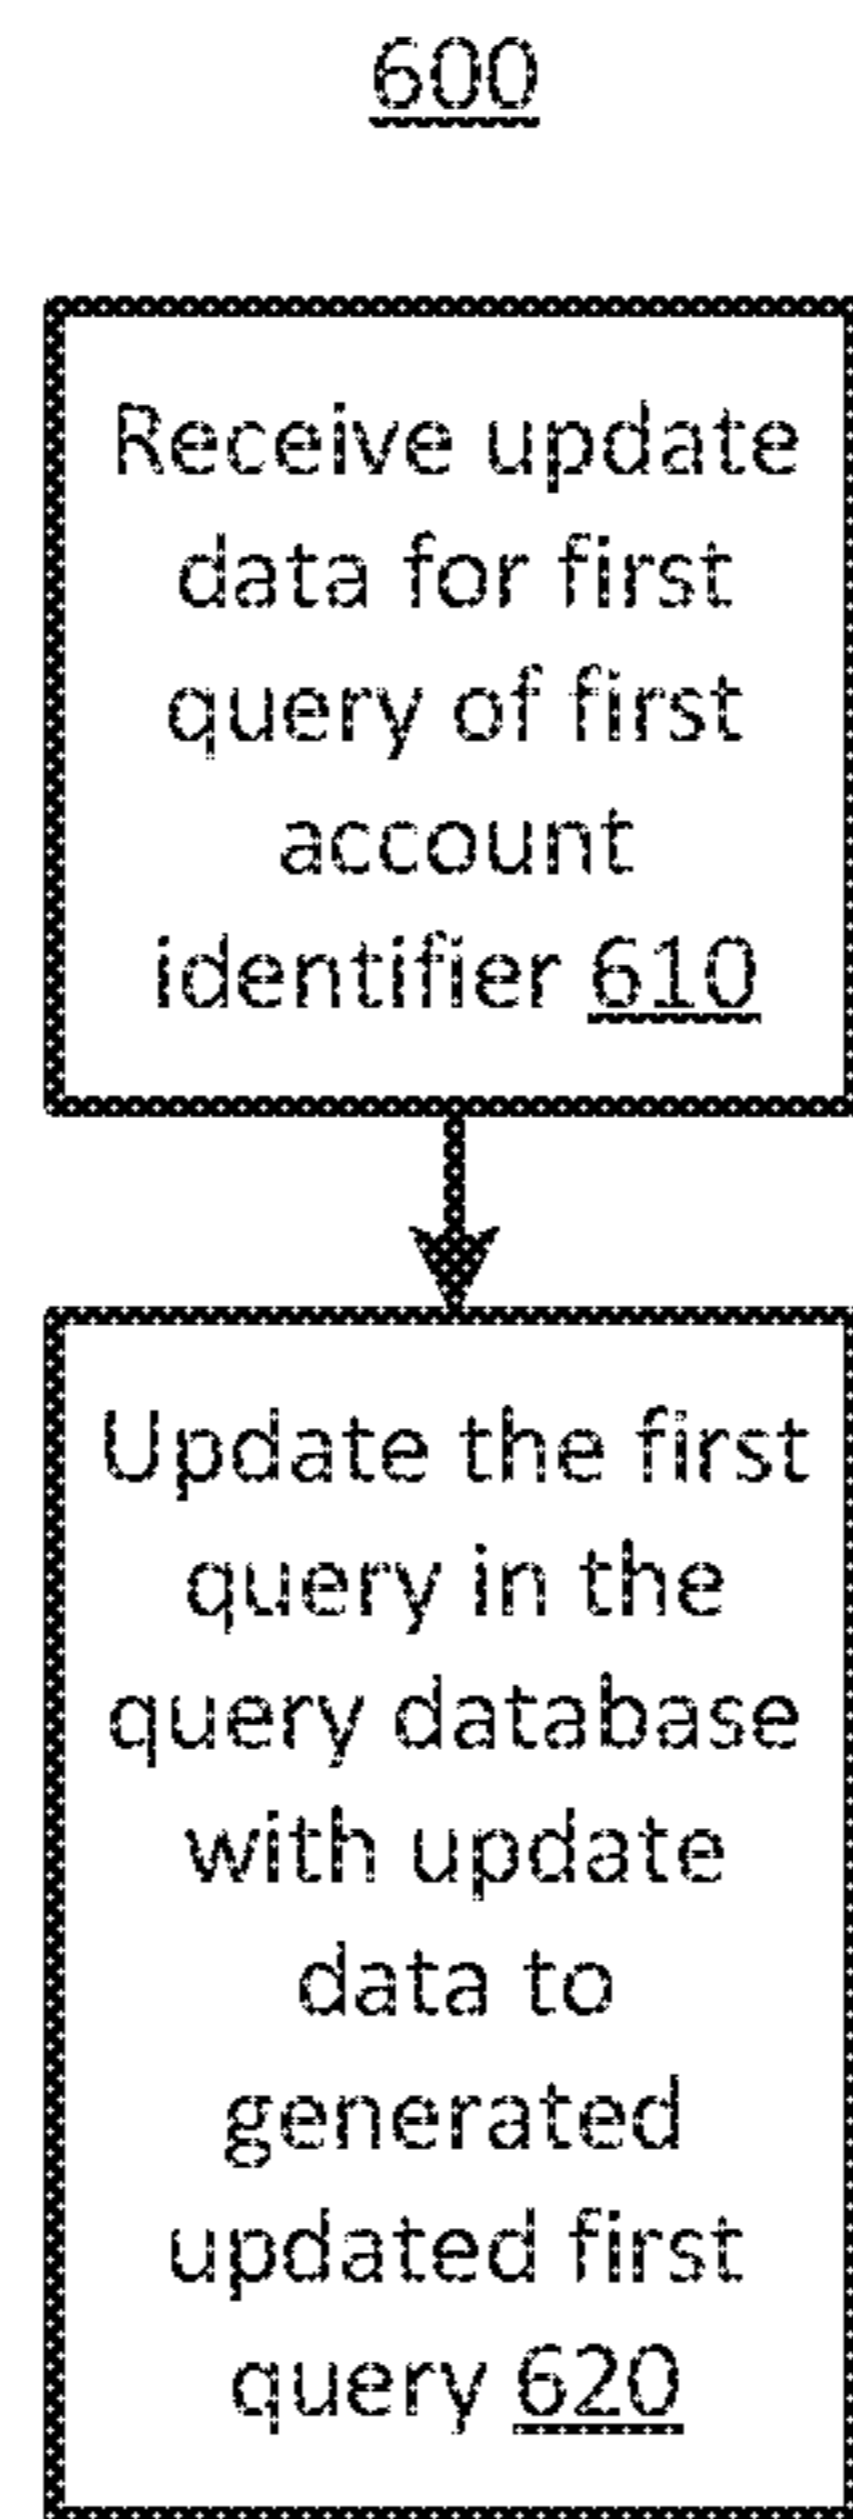 600
Receive update
data for first
query of first
account
identifier 610
Update the first
query in the
query database
with update
data to
generated
updated first
query 620